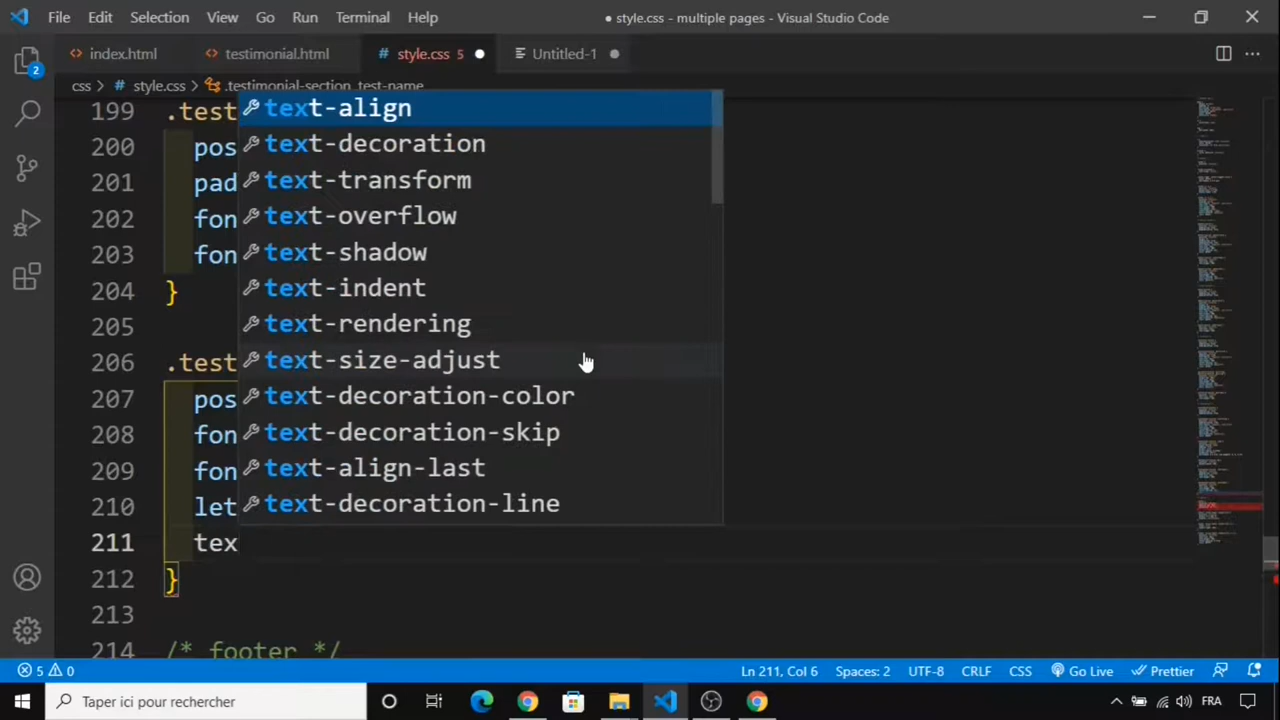 File Edit Selection View Go Run Terminal Help
● style.css - multiple pages - Visual Studio Code
index.html testimonial.html # style.css 5 ● Untitled-1 ●
css > # style.css > .testimonial-section .test-name
199 .test
200 pos
201 pad
202 fon
203 fon
204 }
205
206 .test
207 pos
208 fon
209 fon
210 let
211 tex
212 }
213
214 /* footer */
text-align
text-decoration
text-transform
text-overflow
text-shadow
text-indent
text-rendering
text-size-adjust
text-decoration-color
text-decoration-skip
text-align-last
text-decoration-line
2
5 0 Ln 211, Col 6 Spaces: 2 UTF-8 CRLF CSS Go Live Prettier
Taper ici pour rechercher FRA